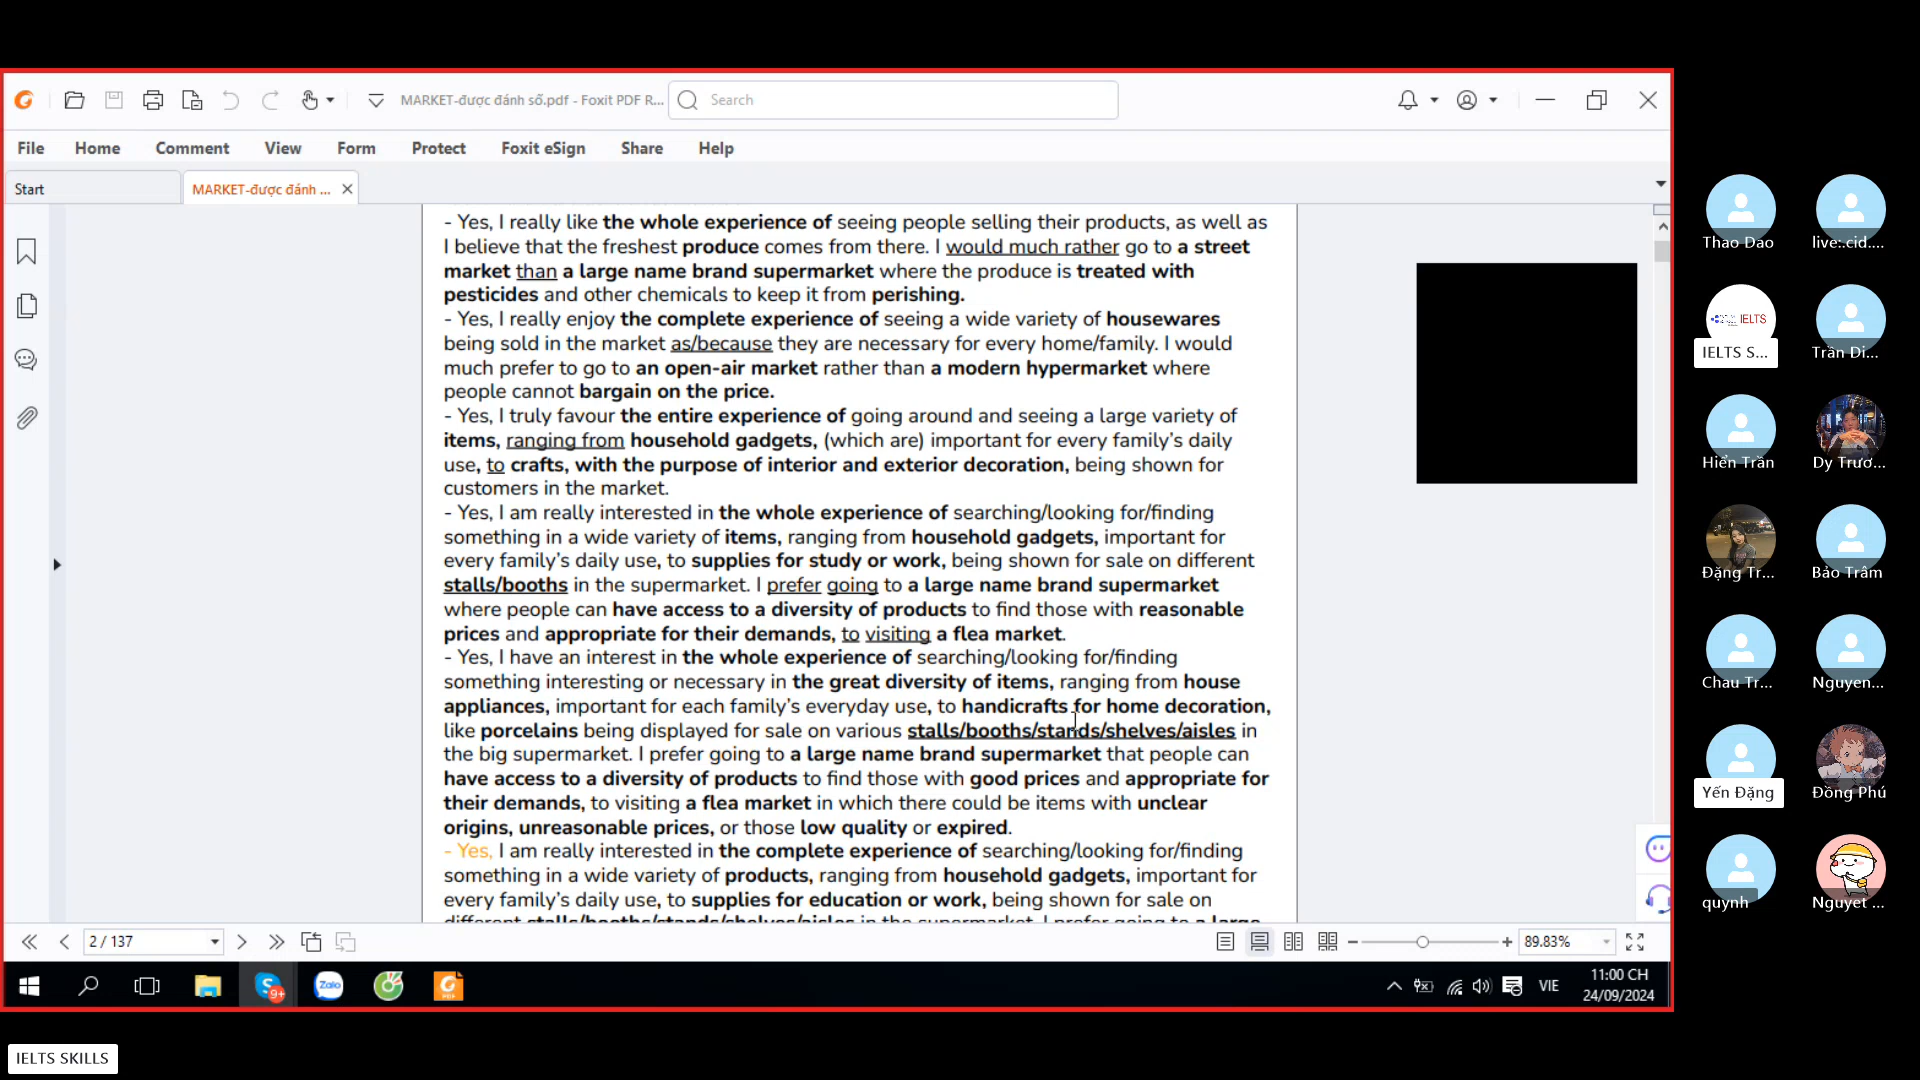 MARKET-được đánh số.pdf - Foxit PDF R...
Search
File Home Comment View Form Protect Foxit eSign Share Help
Start
MARKET-được đánh ...
- Yes, I really like the whole experience of seeing people selling their products, as well as
I believe that the freshest produce comes from there. I would much rather go to a street
market than a large name brand supermarket where the produce is treated with
pesticides and other chemicals to keep it from perishing.
- Yes, I really enjoy the complete experience of seeing a wide variety of housewares
being sold in the market as/because they are necessary for every home/family. I would
much prefer to go to an open-air market rather than a modern hypermarket where
people cannot bargain on the price.
- Yes, I truly favour the entire experience of going around and seeing a large variety of
items, ranging from household gadgets, (which are) important for every family's daily
use, to crafts, with the purpose of interior and exterior decoration, being shown for
customers in the market.
- Yes, I am really interested in the whole experience of searching/looking for/finding
something in a wide variety of items, ranging from household gadgets, important for
every family's daily use, to supplies for study or work, being shown for sale on different
stalls/booths in the supermarket. I prefer going to a large name brand supermarket
where people can have access to a diversity of products to find those with reasonable
prices and appropriate for their demands, to visiting a flea market.
- Yes, I have an interest in the whole experience of searching/looking for/finding
something interesting or necessary in the great diversity of items, ranging from house
appliances, important for each family's everyday use, to handicrafts for home decoration,
like porcelains being displayed for sale on various stalls/booths/stands/shelves/aisles in
the big supermarket. I prefer going to a large name brand supermarket that people can
have access to a diversity of products to find those with good prices and appropriate for
their demands, to visiting a flea market in which there could be items with unclear
origins, unreasonable prices, or those low quality or expired.
- Yes, I am really interested in the complete experience of searching/looking for/finding
something in a wide variety of products, ranging from household gadgets, important for
every family's daily use, to supplies for education or work, being shown for sale on
different stalls/booths/stands/shelves/aisles in the supermarket. I prefer going to a large
2 / 137
89.83%
9+
Zalo
PDF
VIE
11:00 CH
24/09/2024
Thao Dao
live:.cid....
IELTS
IELTS S...
Trần Di...
Hiển Trần
Dy Trươ...
Đặng Tr...
Bảo Trâm
Chau Tr...
Nguyen...
Yến Đặng
Đồng Phú
quynh
Nguyet ...
IELTS SKILLS